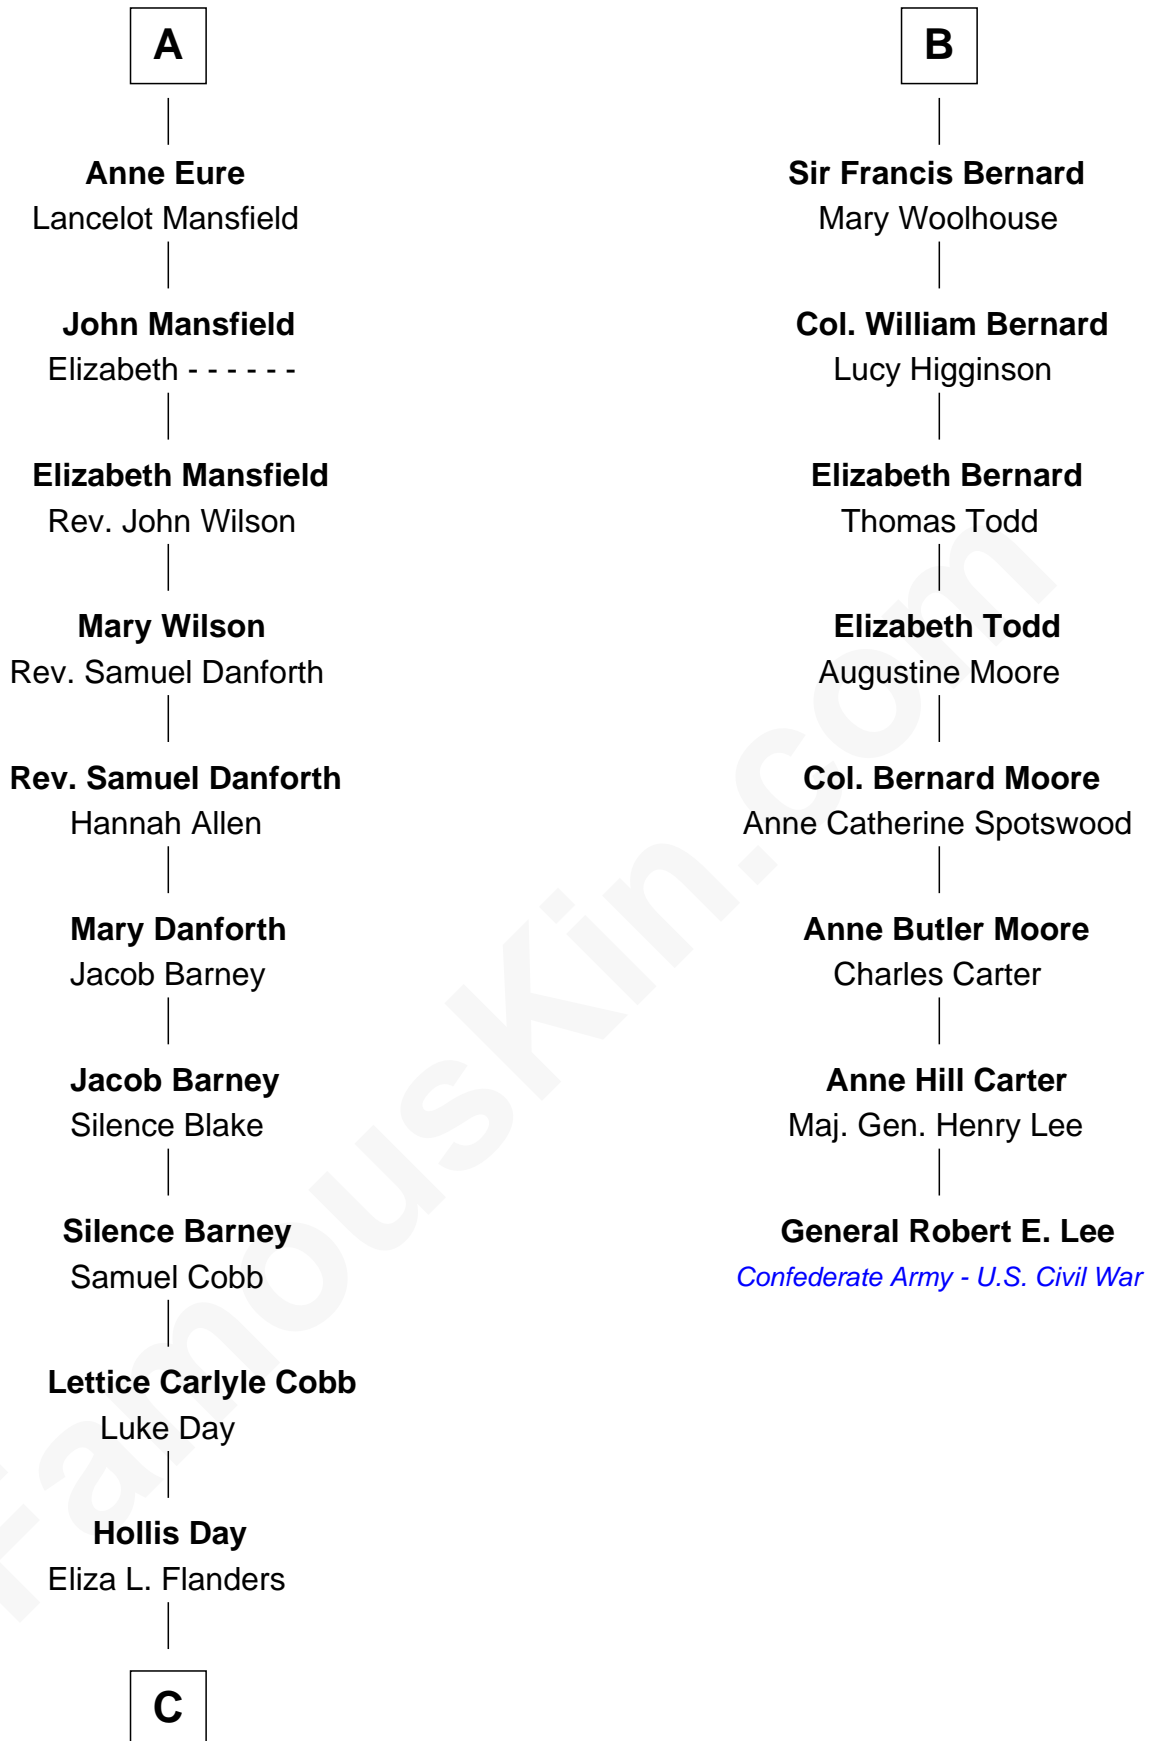 A
Anne Eure
Lancelot Mansfield
John Mansfield
Elizabeth - - - - - -
Elizabeth Mansfield
Rev. John Wilson
Mary Wilson
Rev. Samuel Danforth
Rev. Samuel Danforth
Hannah Allen
Mary Danforth
Jacob Barney
Jacob Barney
Silence Blake
Silence Barney
Samuel Cobb
Lettice Carlyle Cobb
Luke Day
Hollis Day
Eliza L. Flanders
C
B
Sir Francis Bernard
Mary Woolhouse
Col. William Bernard
Lucy Higginson
Elizabeth Bernard
Thomas Todd
Elizabeth Todd
Augustine Moore
Col. Bernard Moore
Anne Catherine Spotswood
Anne Butler Moore
Charles Carter
Anne Hill Carter
Maj. Gen. Henry Lee
General Robert E. Lee
Confederate Army - U.S. Civil War
FamousKin.com